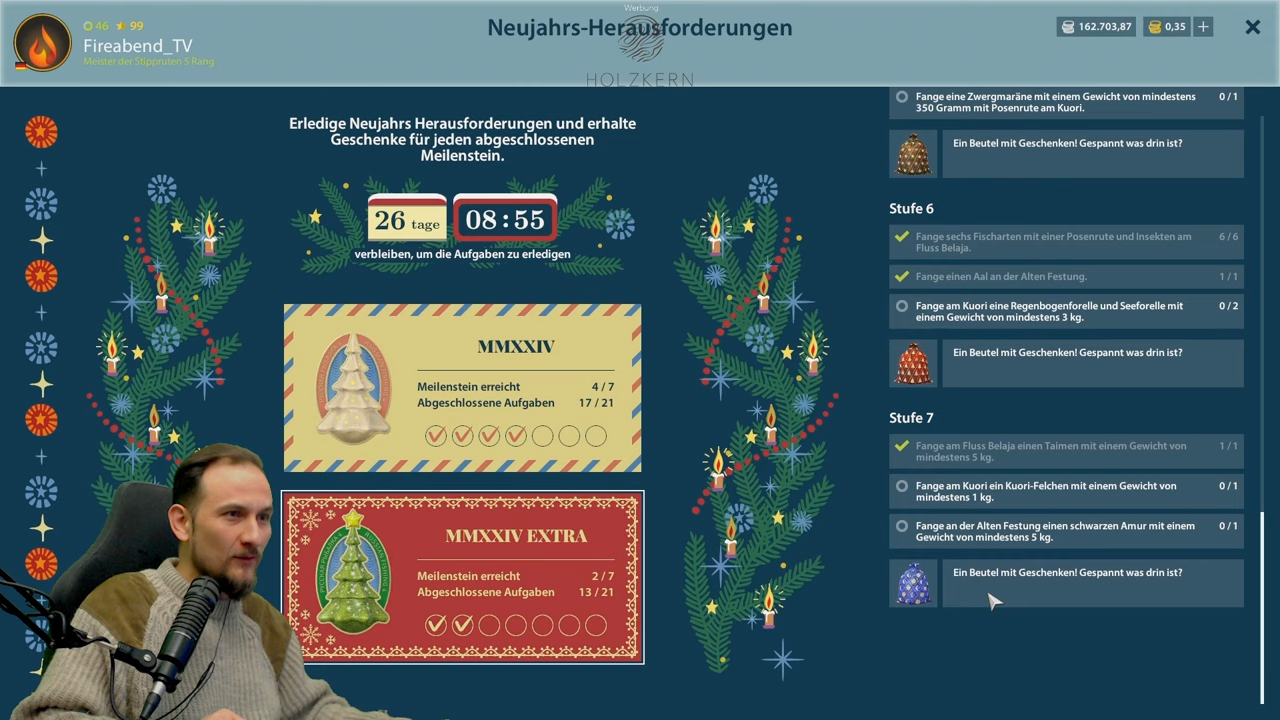 Werbung
46 99
Fireabend_TV
Meister der Stippruten 5 Rang
Neujahrs-Herausforderungen
HOLZKERN
162.703,87
0,35
Erledige Neujahrs Herausforderungen und erhalte
Geschenke für jeden abgeschlossenen
Meilenstein.
26 tage
08:55
verbleiben, um die Aufgaben zu erledigen
MMXXIV
Meilenstein erreicht 4 / 7
Abgeschlossene Aufgaben 17 / 21
MMXXIV EXTRA
Meilenstein erreicht 2 / 7
Abgeschlossene Aufgaben 13 / 21
Fange eine Zwergmaräne mit einem Gewicht von mindestens 0 / 1
350 Gramm mit Posenrute am Kuori.
Ein Beutel mit Geschenken! Gespannt was drin ist?
Stufe 6
Fange sechs Fischarten mit einer Posenrute und Insekten am 6 / 6
Fluss Belaja.
Fange einen Aal an der Alten Festung. 1 / 1
Fange am Kuori eine Regenbogenforelle und Seeforelle mit 0 / 2
einem Gewicht von mindestens 3 kg.
Ein Beutel mit Geschenken! Gespannt was drin ist?
Stufe 7
Fange am Fluss Belaja einen Taimen mit einem Gewicht von 1 / 1
mindestens 5 kg.
Fange am Kuori ein Kuori-Felchen mit einem Gewicht von 0 / 1
mindestens 1 kg.
Fange an der Alten Festung einen schwarzen Amur mit einem 0 / 1
Gewicht von mindestens 5 kg.
Ein Beutel mit Geschenken! Gespannt was drin ist?